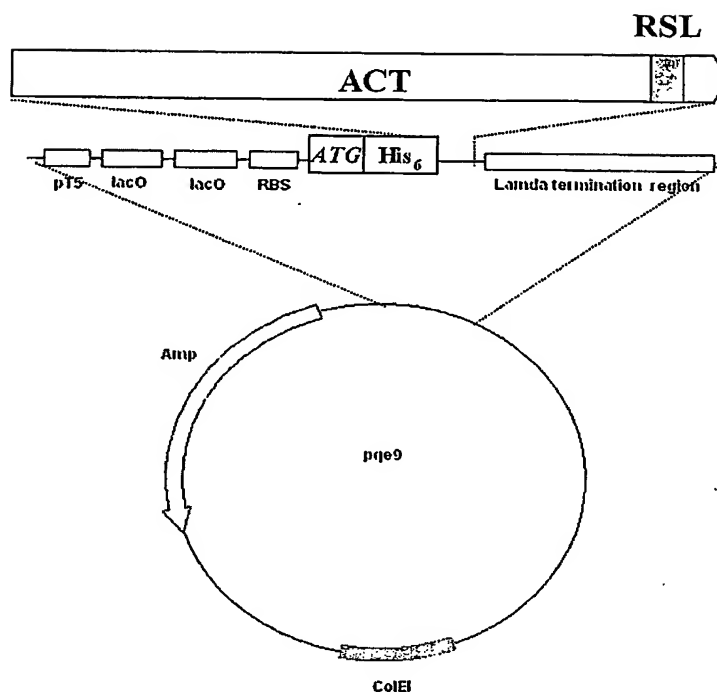 RSL
ACT
ATG His6
pT5 lacO lacO RBS Lamda termination region
Amp
pqe9
ColEI